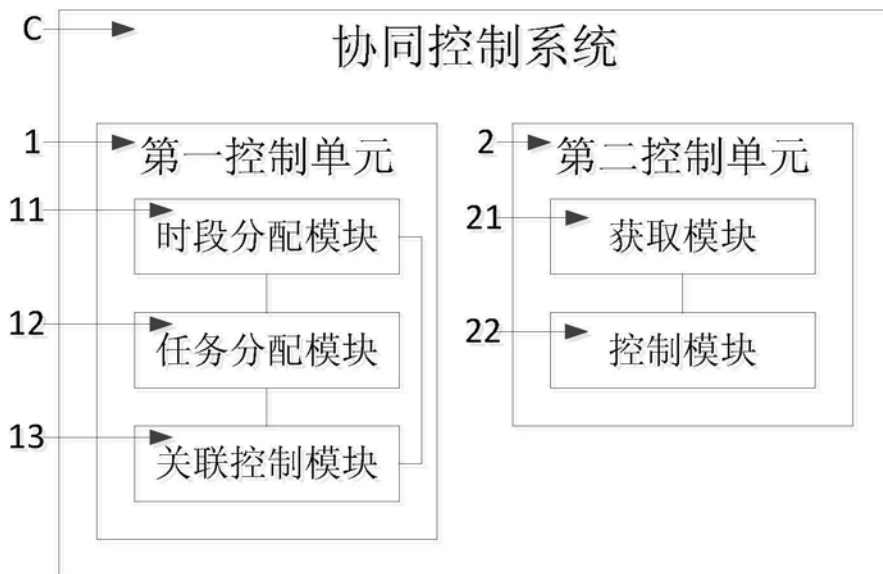 C
协同控制系统
1
第一控制单元
2
第二控制单元
11
时段分配模块
21
获取模块
12
任务分配模块
22
控制模块
13
关联控制模块